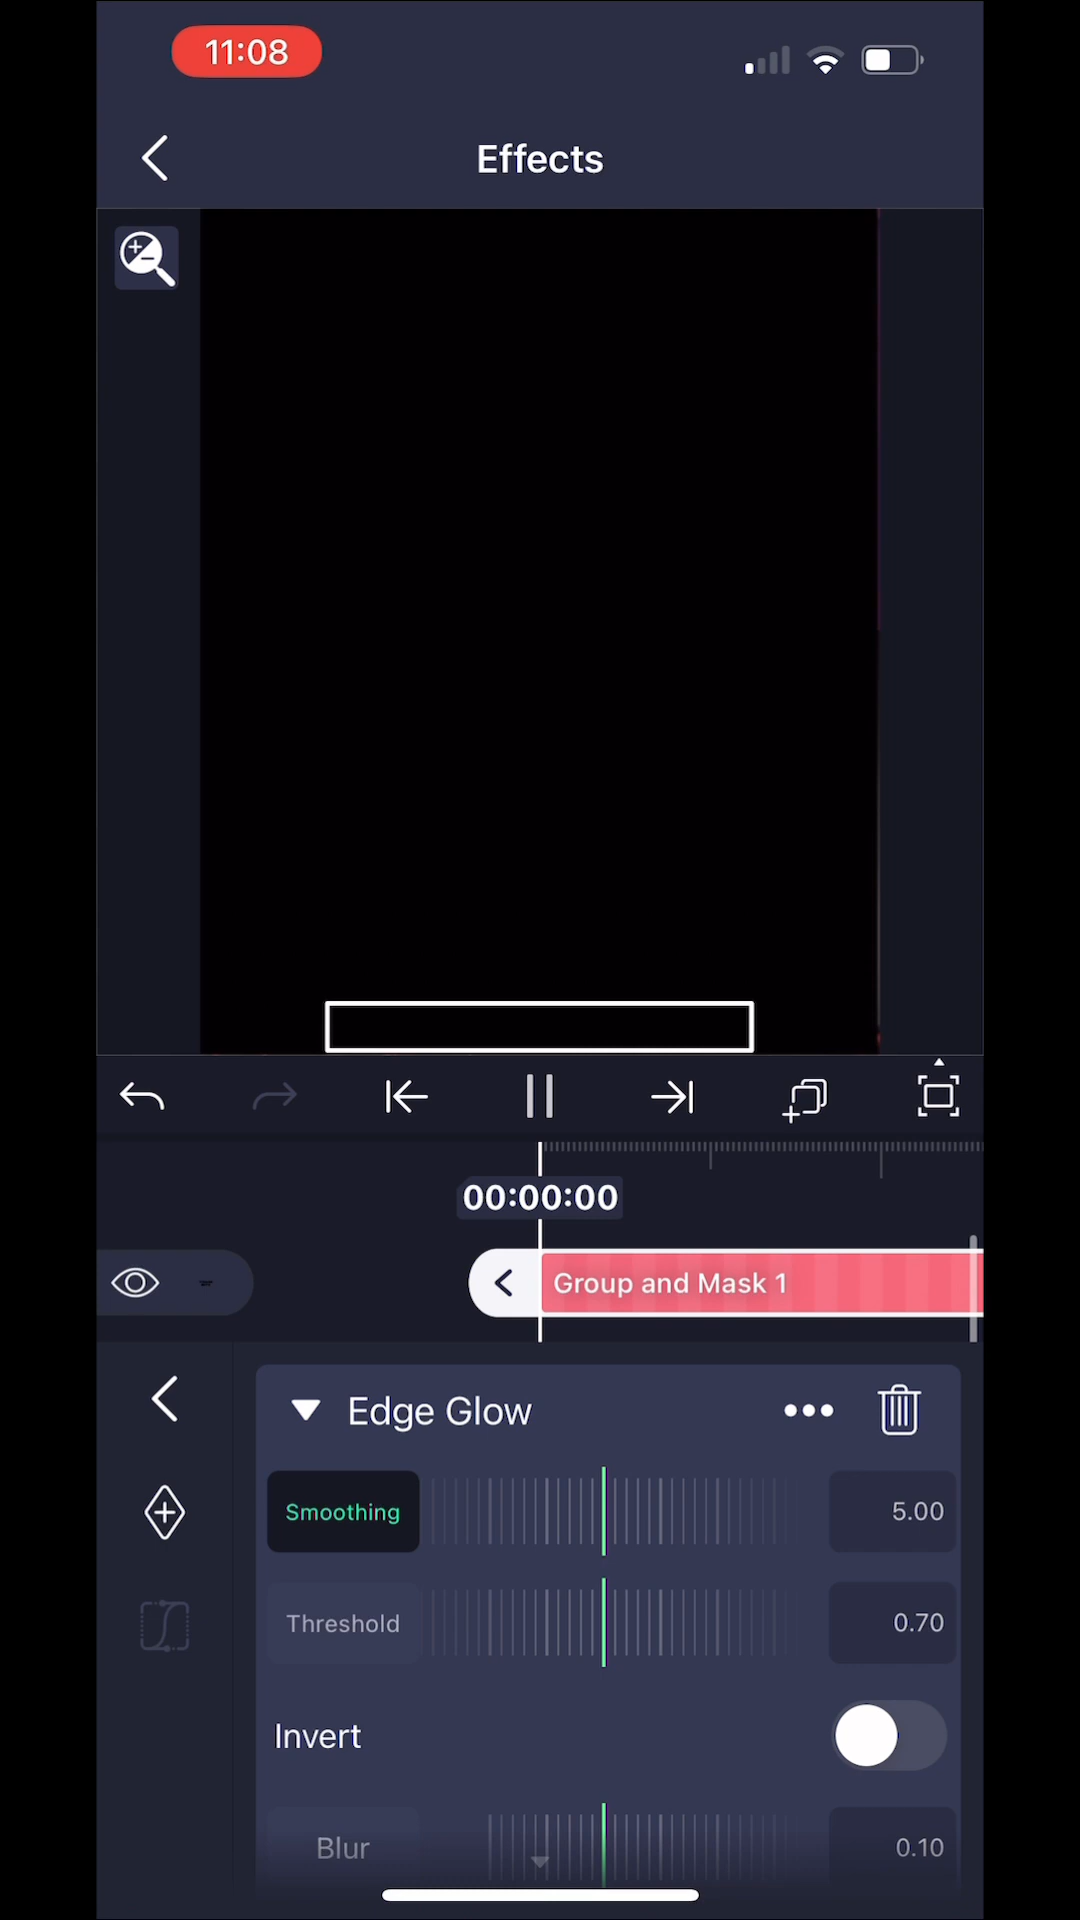 11:08
Effects
00:00:00
Group and Mask 1
Edge Glow
Smoothing
5.00
Threshold
0.70
Invert
Blur
0.10